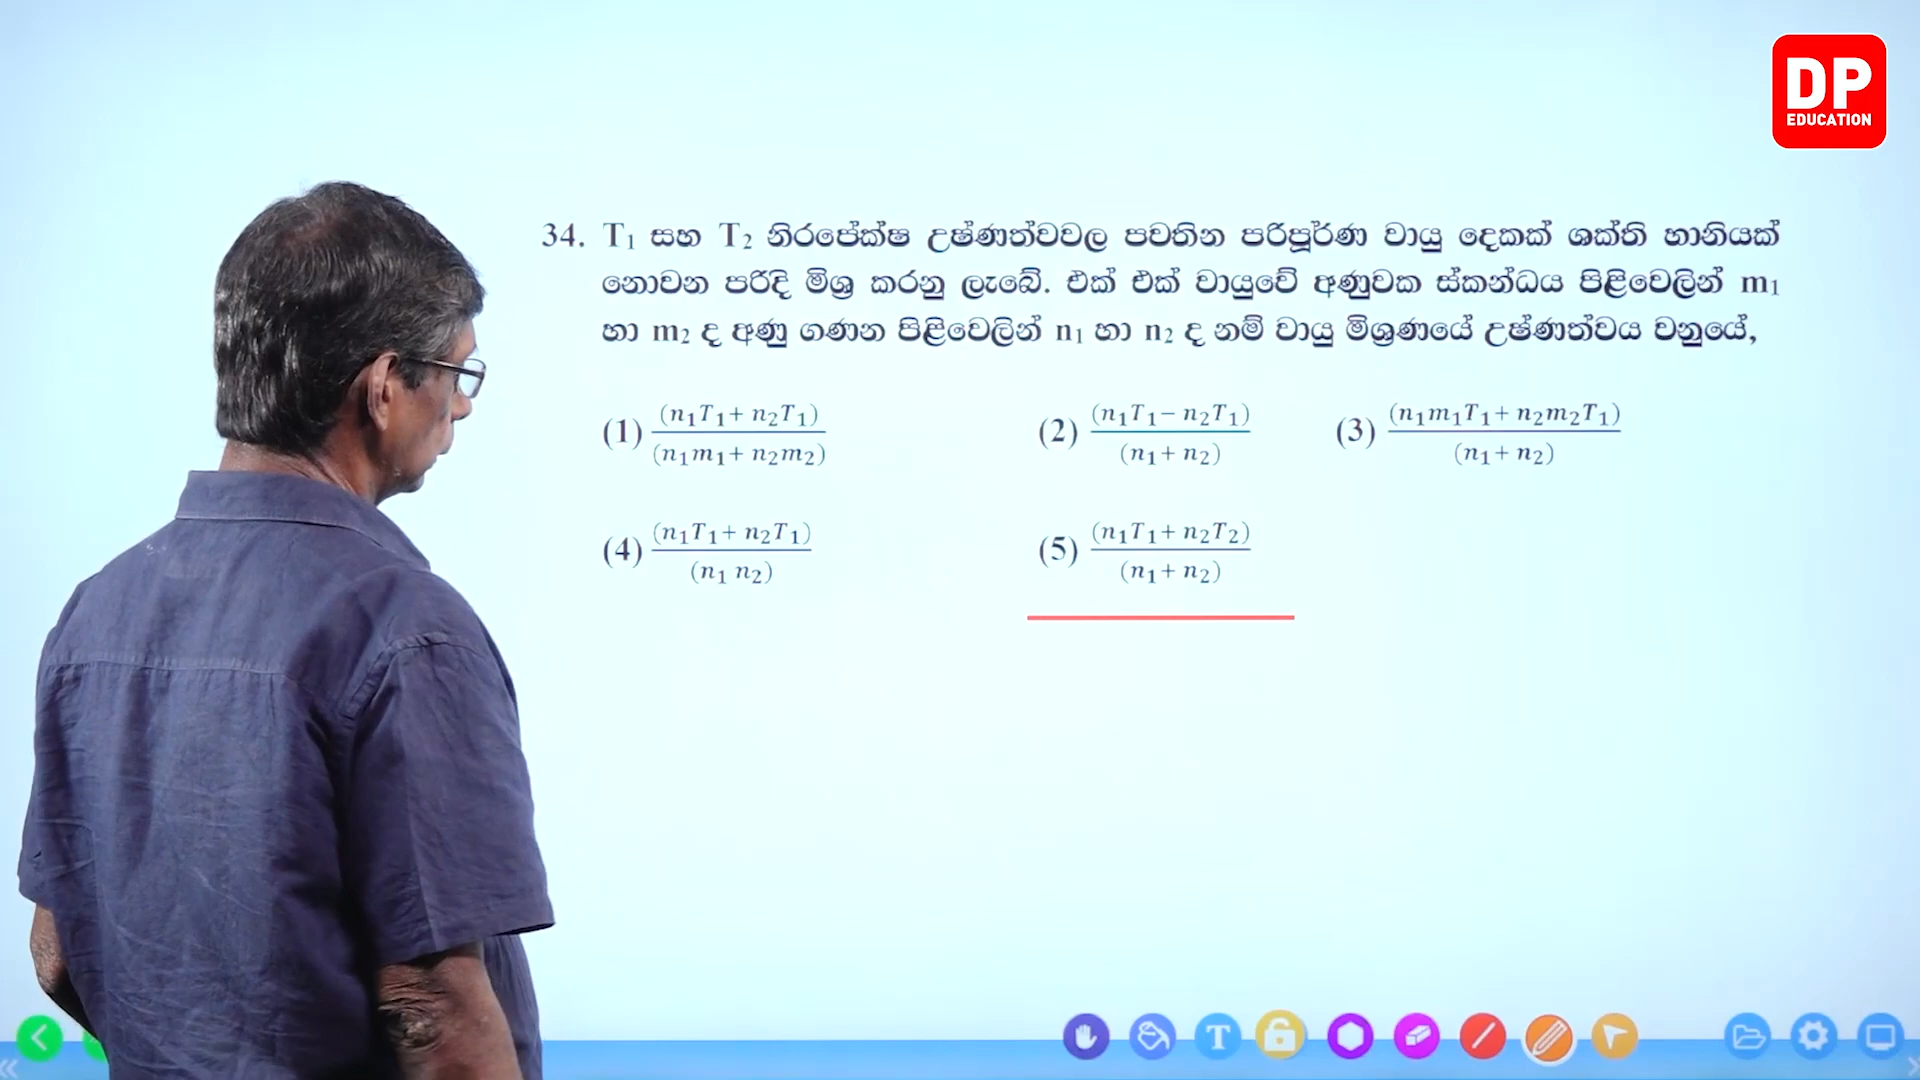 DP
EDUCATION
34. T₁ සහ T₂ නිරපේක්ෂ උෂ්ණත්වවල පවතින පරිපූර්ණ වායු දෙකක් ශක්ති හානියක්
නොවන පරිදි මිශ්‍ර කරනු ලැබේ. එක් එක් වායුවේ අණුවක ස්කන්ධය පිළිවෙලින් m₁
හා m₂ ද අණු ගණන පිළිවෙලින් n₁ හා n₂ ද නම් වායු මිශ්‍රණයේ උෂ්ණත්වය වනුයේ,
(1) (n₁T₁+ n₂T₁) / (n₁m₁+ n₂m₂) (2) (n₁T₁− n₂T₁) / (n₁+ n₂) (3) (n₁m₁T₁+ n₂m₂T₁) / (n₁+ n₂)
(4) (n₁T₁+ n₂T₁) / (n₁ n₂) (5) (n₁T₁+ n₂T₂) / (n₁+ n₂)
T